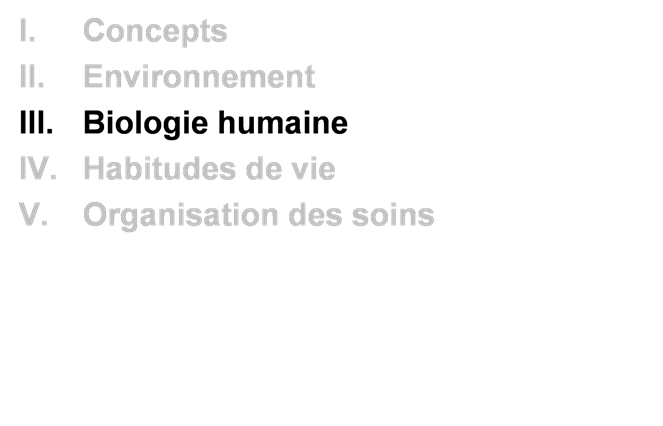 I. Concepts
II. Environnement
III. Biologie humaine
IV. Habitudes de vie
V. Organisation des soins